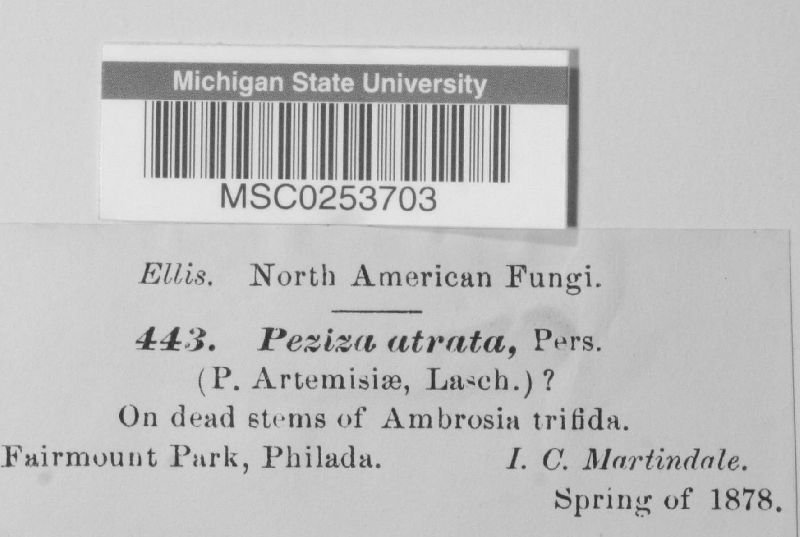 Michigan State University
MSC0253703
Ellis. North American Fungi.
443. Peziza atrata, Pers.
(P. Artemisiæ, Lasch.) ?
On dead stems of Ambrosia trifida.
Fairmount Park, Philada. I. C. Martindale.
Spring of 1878.